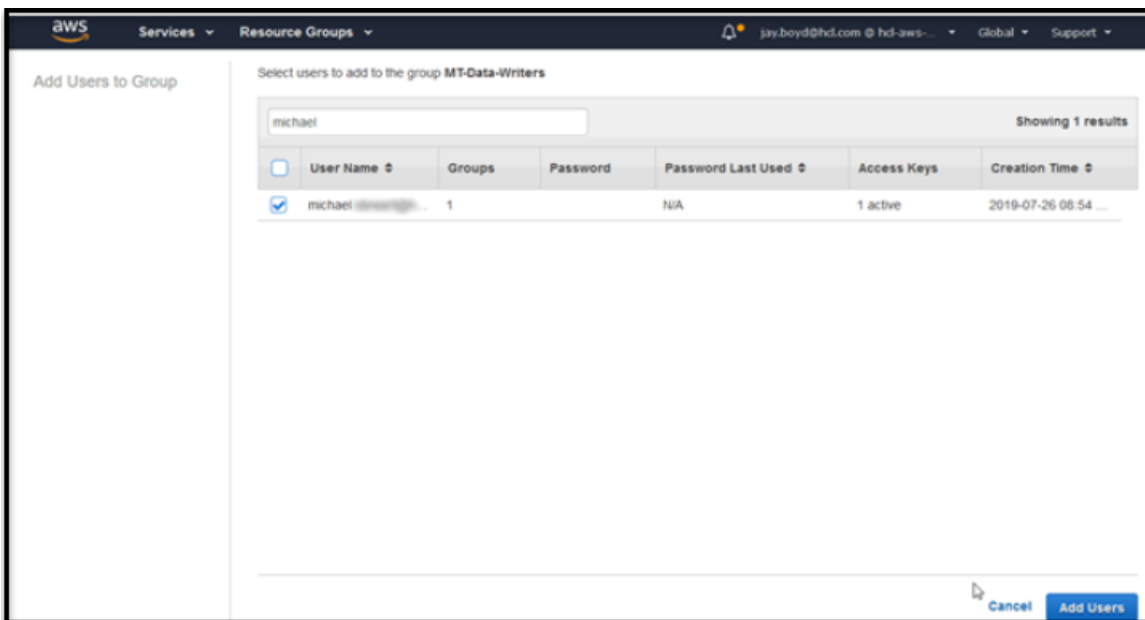 aws Services Resource Groups jay.boyd@hd.com @ hd-aws-... Global Support
Add Users to Group
Select users to add to the group MT-Data-Writers
michael Showing 1 results
User Name Groups Password Password Last Used Access Keys Creation Time
michael ... 1 N/A 1 active 2019-07-26 08:54 ...
Cancel Add Users